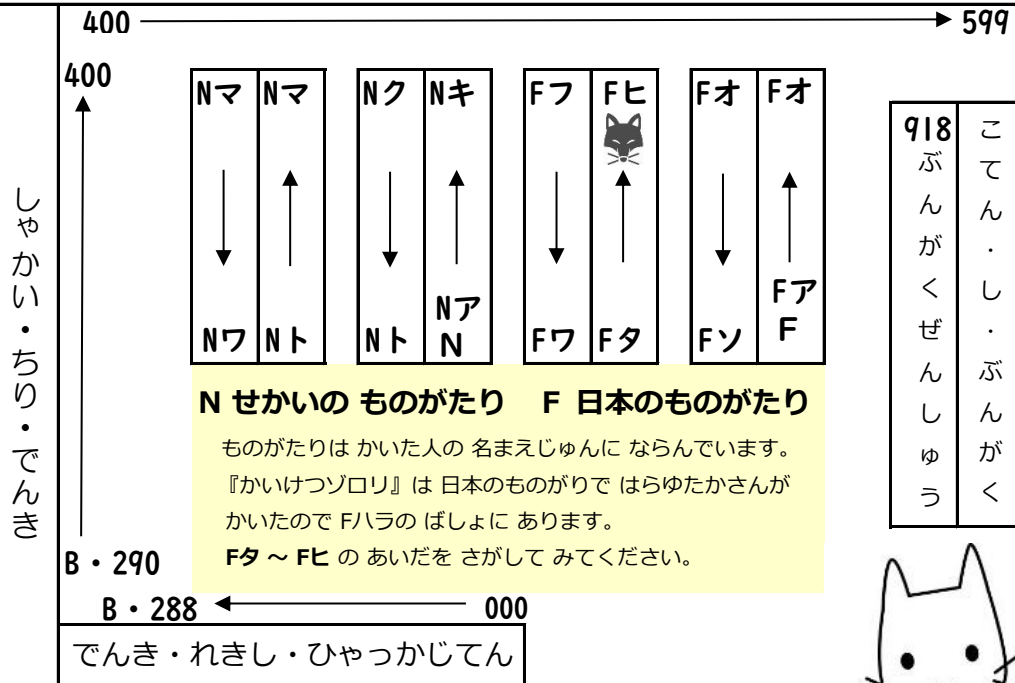 400 599
400
Nマ Nマ Nク Nキ Fフ Fヒ Fオ Fオ
Nア Fア
Nワ Nト Nト N Fワ Fタ Fソ F
918 ぶんがくぜんしゅう
こてん・し・ぶんがく
しゃかい・ちり・でんき
N せかいの ものがたり F 日本のものがたり
ものがたりは かいた人の 名まえじゅんに ならんでいます。
『かいけつゾロリ』は 日本のものがりで はらゆたかさんが
かいたので Fハラの ばしょに あります。
Fタ ～ Fヒ の あいだを さがして みてください。
B・290
B・288 000
でんき・れきし・ひゃっかじてん